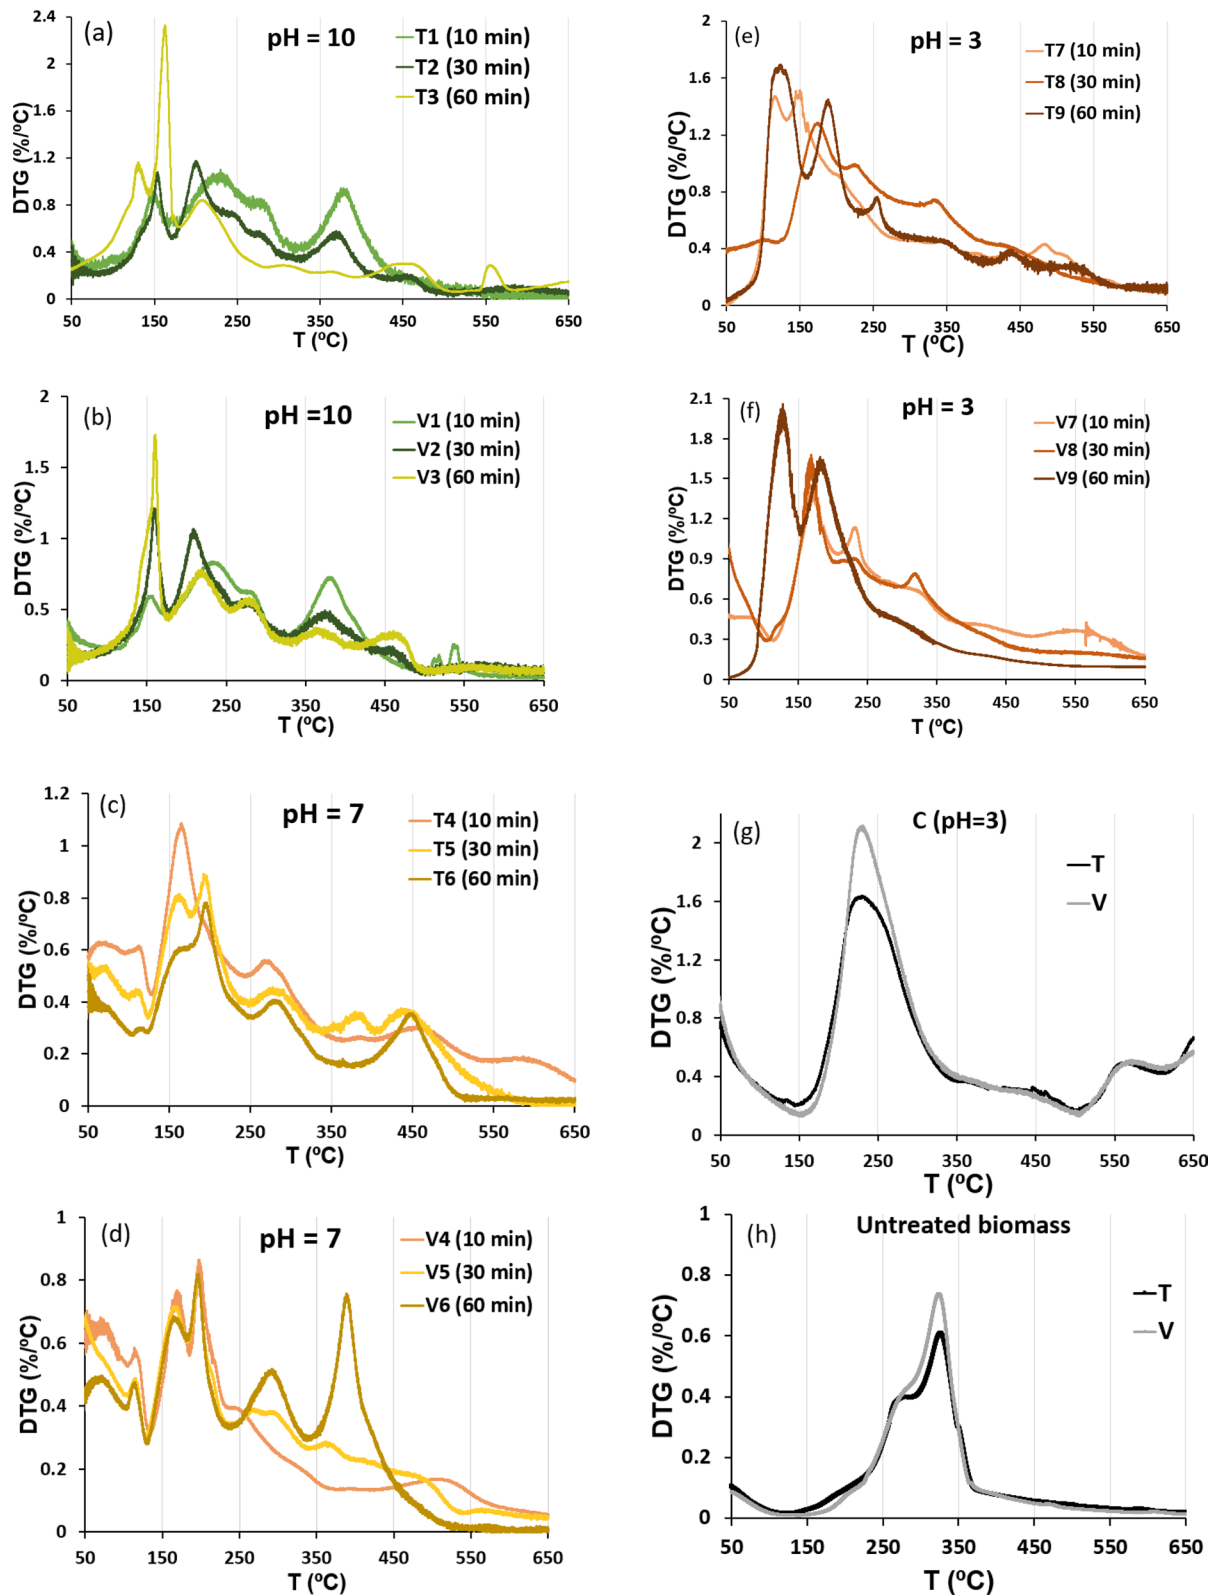 (a)
pH = 10
T1 (10 min)
T2 (30 min)
T3 (60 min)
DTG (%/ºC)
2.4
2
1.6
1.2
0.8
0.4
0
50 150 250 350 450 550 650
T (ºC)
(b)
pH =10
V1 (10 min)
V2 (30 min)
V3 (60 min)
DTG (%/ºC)
2
1.5
1
0.5
0
50 150 250 350 450 550 650
T (ºC)
(c)
pH = 7
T4 (10 min)
T5 (30 min)
T6 (60 min)
DTG (%/ºC)
1.2
1
0.8
0.6
0.4
0.2
0
50 150 250 350 450 550 650
T (ºC)
(d)
pH = 7
V4 (10 min)
V5 (30 min)
V6 (60 min)
DTG (%/ºC)
1
0.8
0.6
0.4
0.2
0
50 150 250 350 450 550 650
T (ºC)
(e)
pH = 3
T7 (10 min)
T8 (30 min)
T9 (60 min)
DTG (%/ºC)
2
1.6
1.2
0.8
0.4
0
50 150 250 350 450 550 650
T (ºC)
(f)
pH = 3
V7 (10 min)
V8 (30 min)
V9 (60 min)
DTG (%/ºC)
2.1
1.8
1.5
1.2
0.9
0.6
0.3
0
50 150 250 350 450 550 650
T (ºC)
(g)
C (pH=3)
T
V
DTG (%/ºC)
2
1.6
1.2
0.8
0.4
0
50 150 250 350 450 550 650
T (ºC)
(h)
Untreated biomass
T
V
DTG (%/ºC)
1
0.8
0.6
0.4
0.2
0
50 150 250 350 450 550 650
T (ºC)